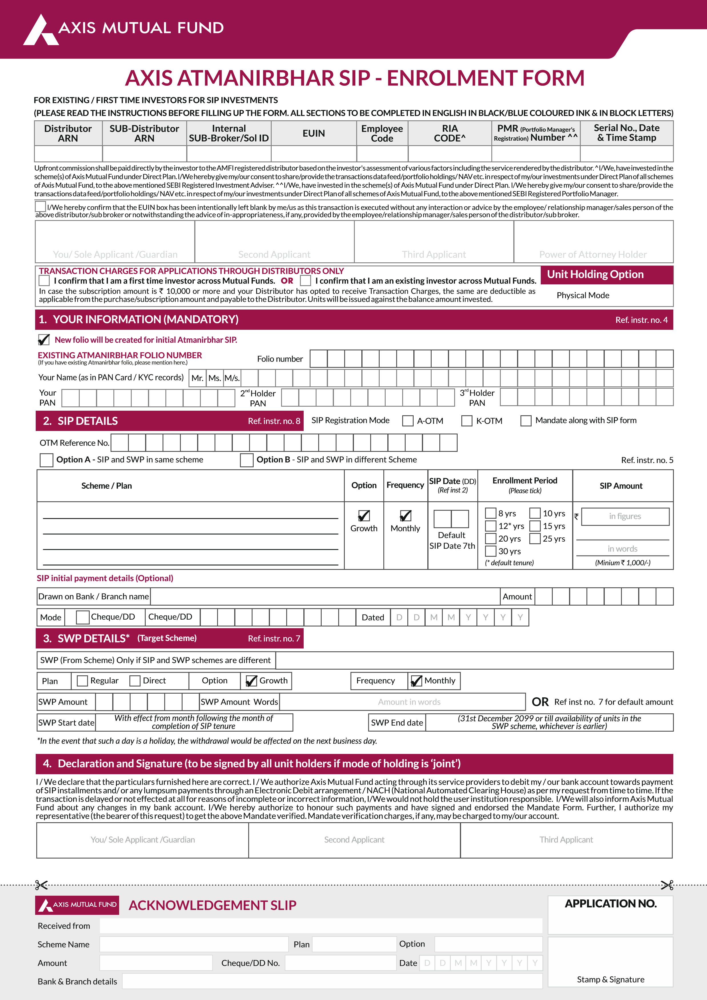 AXIS MUTUAL FUND
AXIS ATMANIRBHAR SIP - ENROLMENT FORM
FOR EXISTING / FIRST TIME INVESTORS FOR SIP INVESTMENTS
(PLEASE READ THE INSTRUCTIONS BEFORE FILLING UP THE FORM. ALL SECTIONS TO BE COMPLETED IN ENGLISH IN BLACK/BLUE COLOURED INK & IN BLOCK LETTERS)
Distributor ARN
SUB-Distributor ARN
Internal SUB-Broker/Sol ID
EUIN
Employee Code
RIA CODE^
PMR (Portfolio Manager's Registration) Number ^^
Serial No., Date & Time Stamp
Upfront commission shall be paid directly by the investor to the AMFI registered distributor based on the investor's assessment of various factors including the service rendered by the distributor. ^I/We, have invested in the
scheme(s) of Axis Mutual Fund under Direct Plan. I/We hereby give my/our consent to share/provide the transactions data feed/portfolio holdings/ NAV etc. in respect of my/our investments under Direct Plan of all schemes
of Axis Mutual Fund, to the above mentioned SEBI Registered Investment Adviser. ^^I/We, have invested in the scheme(s) of Axis Mutual Fund under Direct Plan. I/We hereby give my/our consent to share/provide the
transactions data feed/portfolio holdings/ NAV etc. in respect of my/our investments under Direct Plan of all schemes of Axis Mutual Fund, to the above mentioned SEBI Registered Portfolio Manager.
I/We hereby confirm that the EUIN box has been intentionally left blank by me/us as this transaction is executed without any interaction or advice by the employee/ relationship manager/sales person of the
above distributor/sub broker or notwithstanding the advice of in-appropriateness, if any, provided by the employee/relationship manager/sales person of the distributor/sub broker.
You/ Sole Applicant /Guardian
Second Applicant
Third Applicant
Power of Attorney Holder
TRANSACTION CHARGES FOR APPLICATIONS THROUGH DISTRIBUTORS ONLY
I confirm that I am a first time investor across Mutual Funds. OR I confirm that I am an existing investor across Mutual Funds.
In case the subscription amount is ₹ 10,000 or more and your Distributor has opted to receive Transaction Charges, the same are deductible as
applicable from the purchase/subscription amount and payable to the Distributor. Units will be issued against the balance amount invested.
Unit Holding Option
Physical Mode
1. YOUR INFORMATION (MANDATORY) Ref. instr. no. 4
New folio will be created for initial Atmanirbhar SIP.
EXISTING ATMANIRBHAR FOLIO NUMBER
(If you have existing Atmanirbhar folio, please mention here.)
Folio number
Your Name (as in PAN Card / KYC records) Mr. Ms. M/s.
Your PAN
2nd Holder PAN
3rd Holder PAN
2. SIP DETAILS Ref. instr. no. 8
SIP Registration Mode A-OTM K-OTM Mandate along with SIP form
OTM Reference No.
Option A - SIP and SWP in same scheme Option B - SIP and SWP in different Scheme Ref. instr. no. 5
Scheme / Plan
Option
Frequency
SIP Date (DD)
(Ref inst 2)
Enrollment Period
(Please tick)
SIP Amount
Growth
Monthly
Default
SIP Date 7th
8 yrs 10 yrs
12* yrs 15 yrs
20 yrs 25 yrs
30 yrs
(* default tenure)
₹ in figures
in words
(Minium ₹ 1,000/-)
SIP initial payment details (Optional)
Drawn on Bank / Branch name Amount
Mode Cheque/DD Cheque/DD Dated D D M M Y Y Y Y
3. SWP DETAILS* (Target Scheme) Ref. instr. no. 7
SWP (From Scheme) Only if SIP and SWP schemes are different
Plan Regular Direct Option Growth Frequency Monthly
SWP Amount SWP Amount Words Amount in words OR Ref inst no. 7 for default amount
SWP Start date
With effect from month following the month of
completion of SIP tenure
SWP End date
(31st December 2099 or till availability of units in the
SWP scheme, whichever is earlier)
*In the event that such a day is a holiday, the withdrawal would be affected on the next business day.
4. Declaration and Signature (to be signed by all unit holders if mode of holding is ‘joint’)
I / We declare that the particulars furnished here are correct. I / We authorize Axis Mutual Fund acting through its service providers to debit my / our bank account towards payment
of SIP installments and/ or any lumpsum payments through an Electronic Debit arrangement / NACH (National Automated Clearing House) as per my request from time to time. If the
transaction is delayed or not effected at all for reasons of incomplete or incorrect information, I/We would not hold the user institution responsible. I/We will also inform Axis Mutual
Fund about any changes in my bank account. I/We hereby authorize to honour such payments and have signed and endorsed the Mandate Form. Further, I authorize my
representative (the bearer of this request) to get the above Mandate verified. Mandate verification charges, if any, may be charged to my/our account.
You/ Sole Applicant /Guardian
Second Applicant
Third Applicant
AXIS MUTUAL FUND
ACKNOWLEDGEMENT SLIP
APPLICATION NO.
Received from
Scheme Name Plan Option
Amount Cheque/DD No. Date D D M M Y Y Y Y
Bank & Branch details
Stamp & Signature